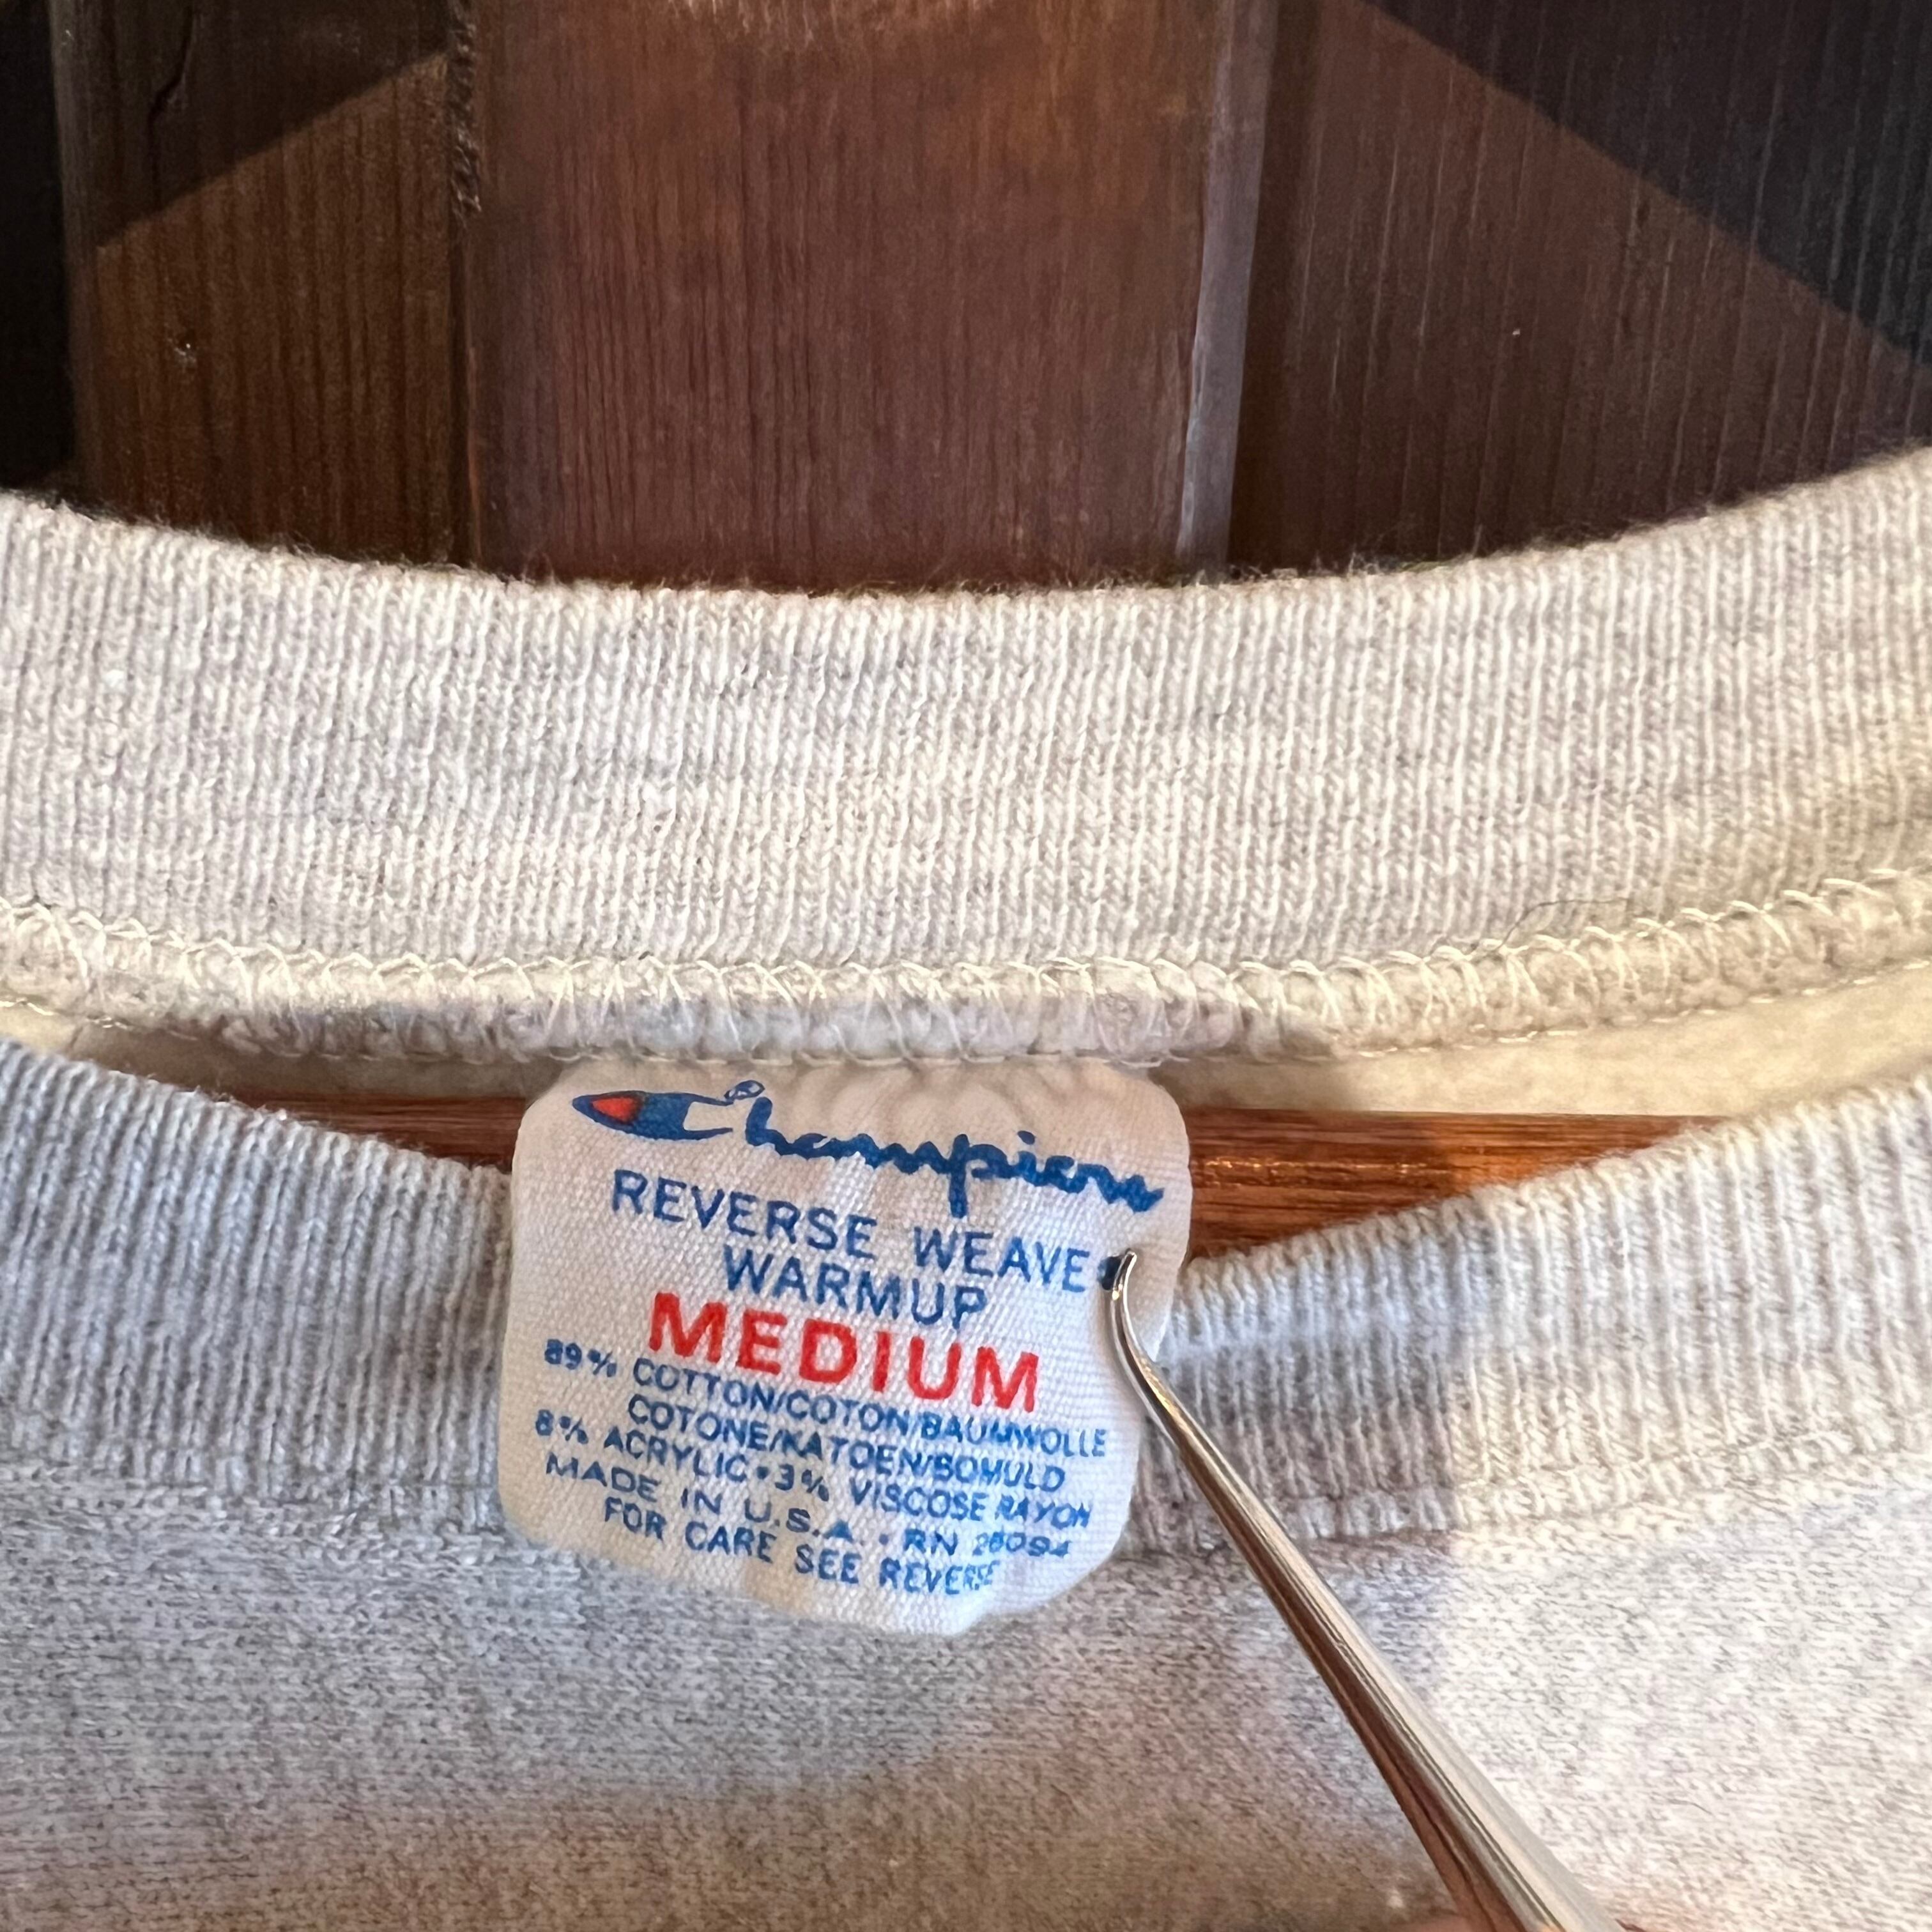 Champion®
REVERSE WEAVE
WARMUP
MEDIUM
89% COTTON/COTON/BAUMWOLLE
COTONE/KATOEN/BOMULD
8% ACRYLIC • 3% VISCOSE RAYON
MADE IN U.S.A. • RN 26094
FOR CARE SEE REVERSE